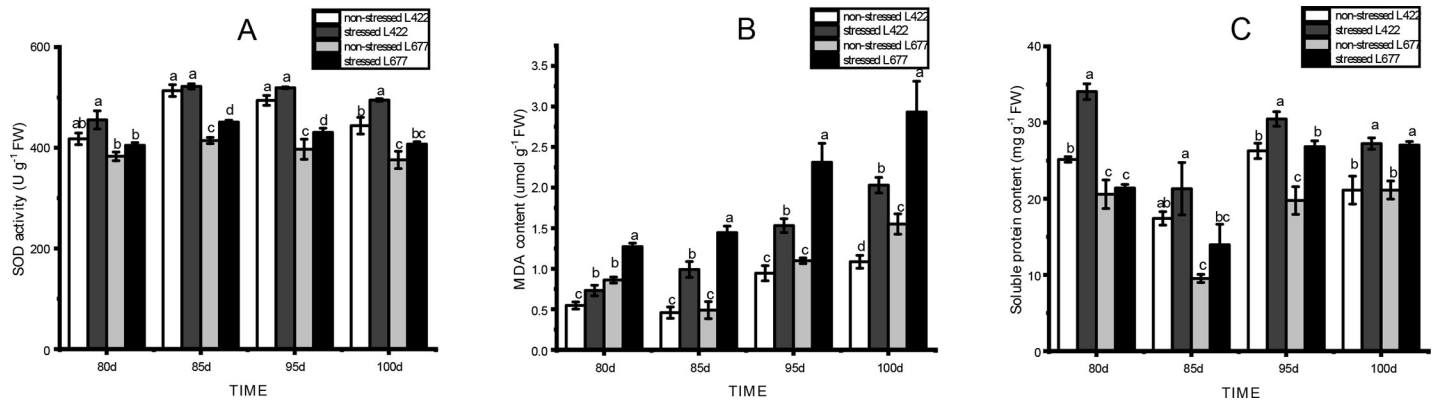 A
non-stressed L422
stressed L422
non-stressed L677
stressed L677
SOD activity (U g-1 FW)
600
400
200
0
ab a b b
a a c d
a a c d
b a c bc
80d 85d 95d 100d
TIME
B
non-stressed L422
stressed L422
non-stressed L677
stressed L677
MDA content (umol g-1 FW)
3.5
3.0
2.5
2.0
1.5
1.0
0.5
0.0
c b b a
c b c a
c b c a
d b c a
80d 85d 95d 100d
TIME
C
non-stressed L422
stressed L422
non-stressed L677
stressed L677
Soluble protein content (mg g-1 FW)
40
30
20
10
0
b a c c
ab a c bc
b a c b
b a b a
80d 85d 95d 100d
TIME